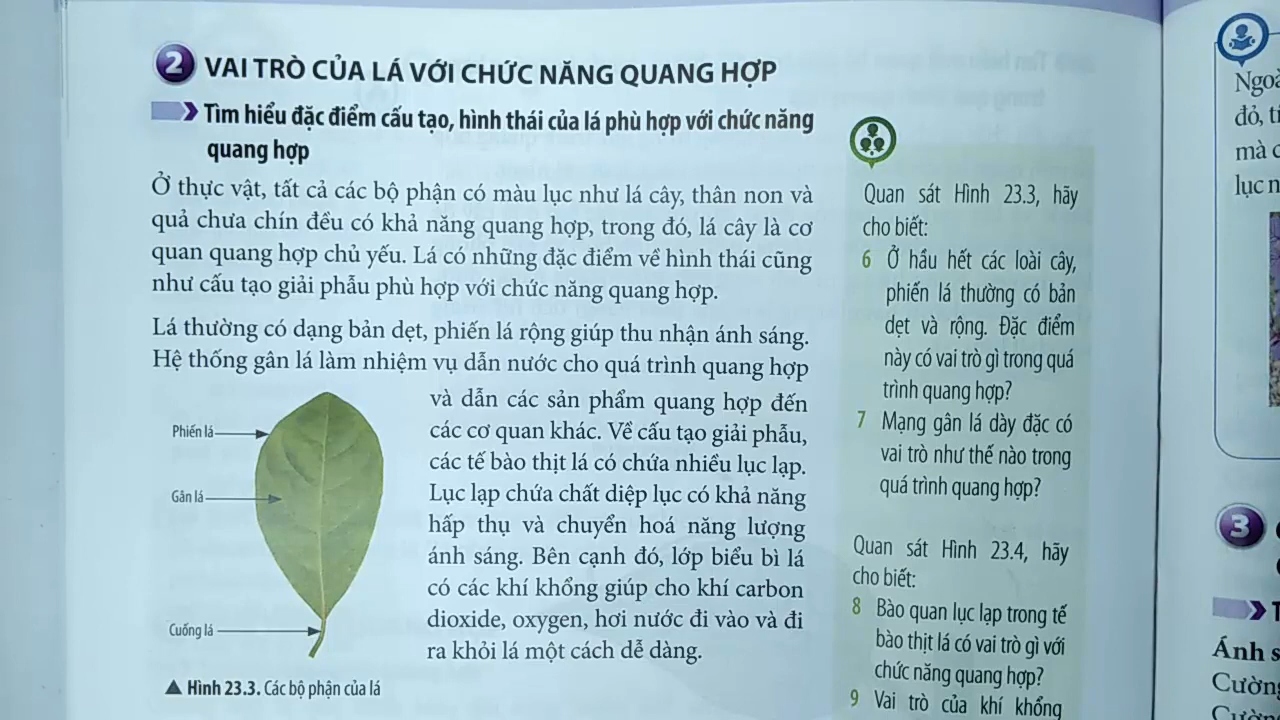 2 VAI TRÒ CỦA LÁ VỚI CHỨC NĂNG QUANG HỢP
Tìm hiểu đặc điểm cấu tạo, hình thái của lá phù hợp với chức năng
quang hợp
Ở thực vật, tất cả các bộ phận có màu lục như lá cây, thân non và
quả chưa chín đều có khả năng quang hợp, trong đó, lá cây là cơ
quan quang hợp chủ yếu. Lá có những đặc điểm về hình thái cũng
như cấu tạo giải phẫu phù hợp với chức năng quang hợp.
Lá thường có dạng bản dẹt, phiến lá rộng giúp thu nhận ánh sáng.
Hệ thống gân lá làm nhiệm vụ dẫn nước cho quá trình quang hợp
và dẫn các sản phẩm quang hợp đến
các cơ quan khác. Về cấu tạo giải phẫu,
các tế bào thịt lá có chứa nhiều lục lạp.
Lục lạp chứa chất diệp lục có khả năng
hấp thụ và chuyển hoá năng lượng
ánh sáng. Bên cạnh đó, lớp biểu bì lá
có các khí khổng giúp cho khí carbon
dioxide, oxygen, hơi nước đi vào và đi
ra khỏi lá một cách dễ dàng.
Phiến lá
Gân lá
Cuống lá
▲ Hình 23.3. Các bộ phận của lá
Quan sát Hình 23.3, hãy
cho biết:
6 Ở hầu hết các loài cây,
phiến lá thường có bản
dẹt và rộng. Đặc điểm
này có vai trò gì trong quá
trình quang hợp?
7 Mạng gân lá dày đặc có
vai trò như thế nào trong
quá trình quang hợp?
Quan sát Hình 23.4, hãy
cho biết:
8 Bào quan lục lạp trong tế
bào thịt lá có vai trò gì với
chức năng quang hợp?
9 Vai trò của khí khổng
Ngoà
đỏ, t
mà c
lục n
3
Ánh s
Cường